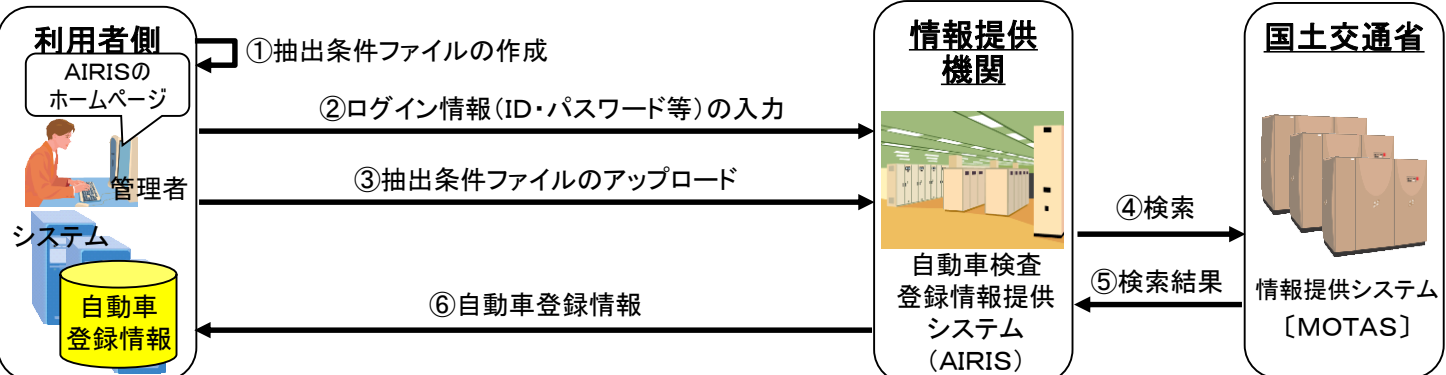 利用者側
AIRISの
ホームページ
管理者
システム
自動車
登録情報
①抽出条件ファイルの作成
②ログイン情報(ID・パスワード等)の入力
③抽出条件ファイルのアップロード
⑥自動車登録情報
情報提供
機関
自動車検査
登録情報提供
システム
(AIRIS)
④検索
⑤検索結果
国土交通省
情報提供システム
〔MOTAS〕